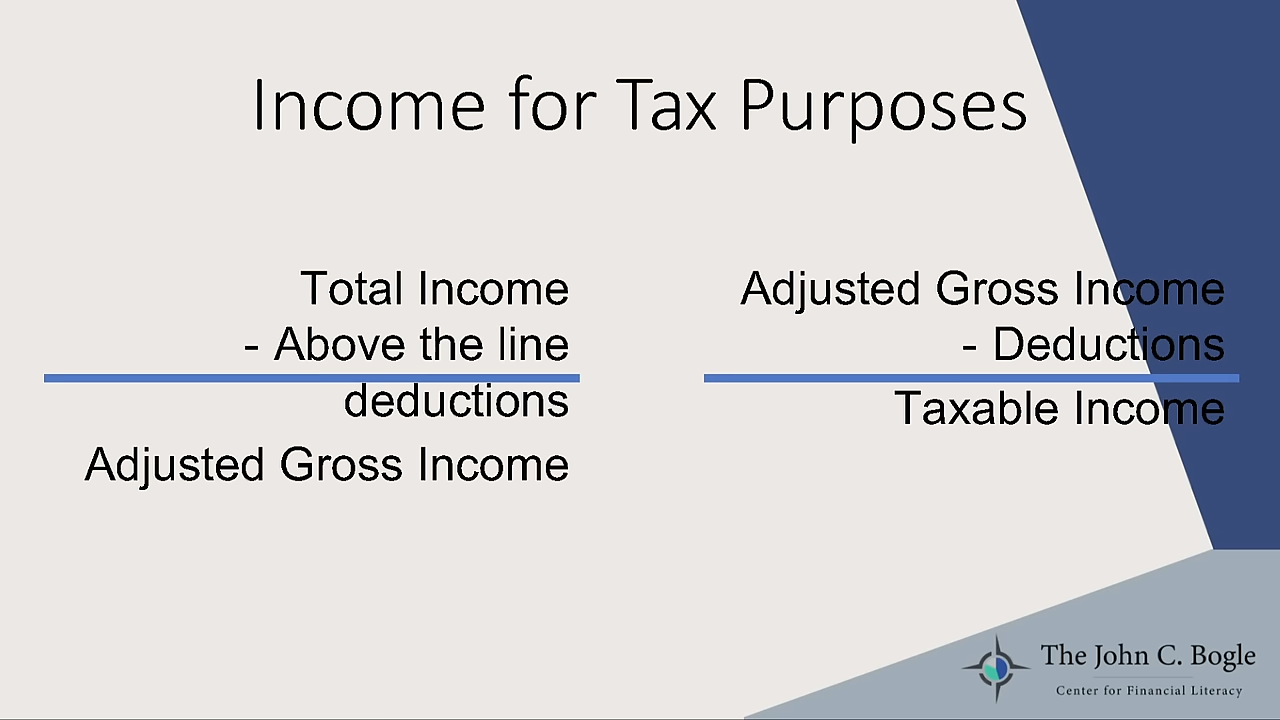 Income for Tax Purposes
Total Income
- Above the line
deductions
Adjusted Gross Income
Adjusted Gross Income
- Deductions
Taxable Income
The John C. Bogle
Center for Financial Literacy